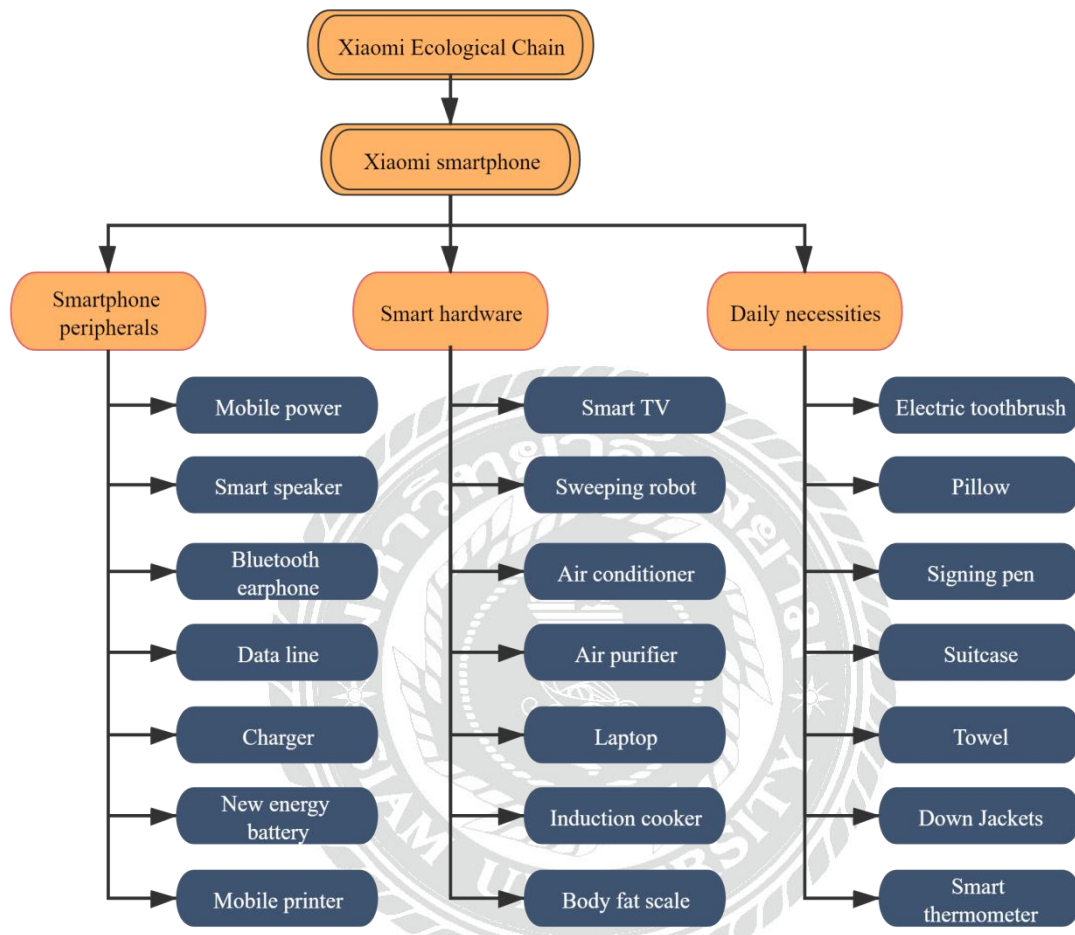 Xiaomi Ecological Chain
Xiaomi smartphone
Smartphone
peripherals
Smart hardware
Daily necessities
Mobile power
Smart TV
Electric toothbrush
Smart speaker
Sweeping robot
Pillow
Bluetooth
earphone
Air conditioner
Signing pen
Data line
Air purifier
Suitcase
Charger
Laptop
Towel
New energy
battery
Induction cooker
Down Jackets
Mobile printer
Body fat scale
Smart
thermometer
SIAM UNIVERSITY